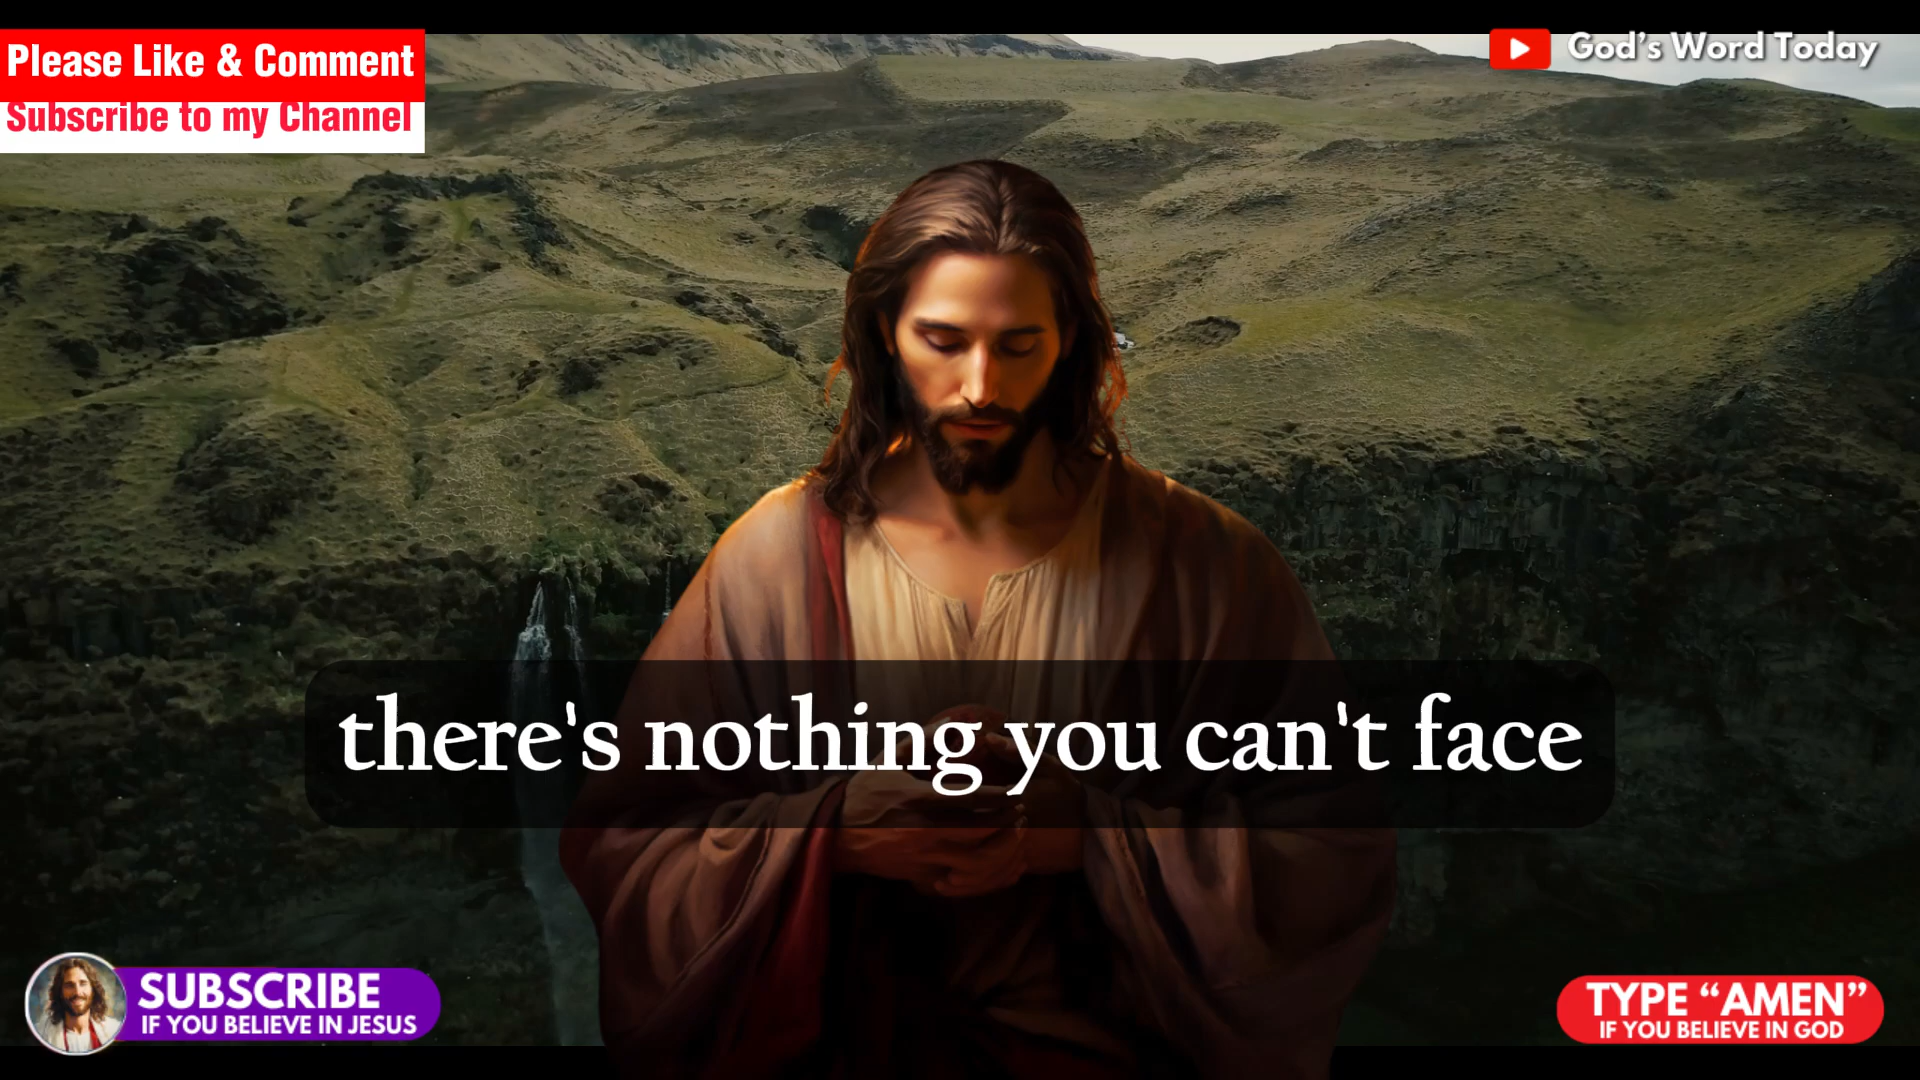 Please Like & Comment
Subscribe to my Channel
God's Word Today
there's nothing you can't face
SUBSCRIBE
IF YOU BELIEVE IN JESUS
TYPE “AMEN”
IF YOU BELIEVE IN GOD